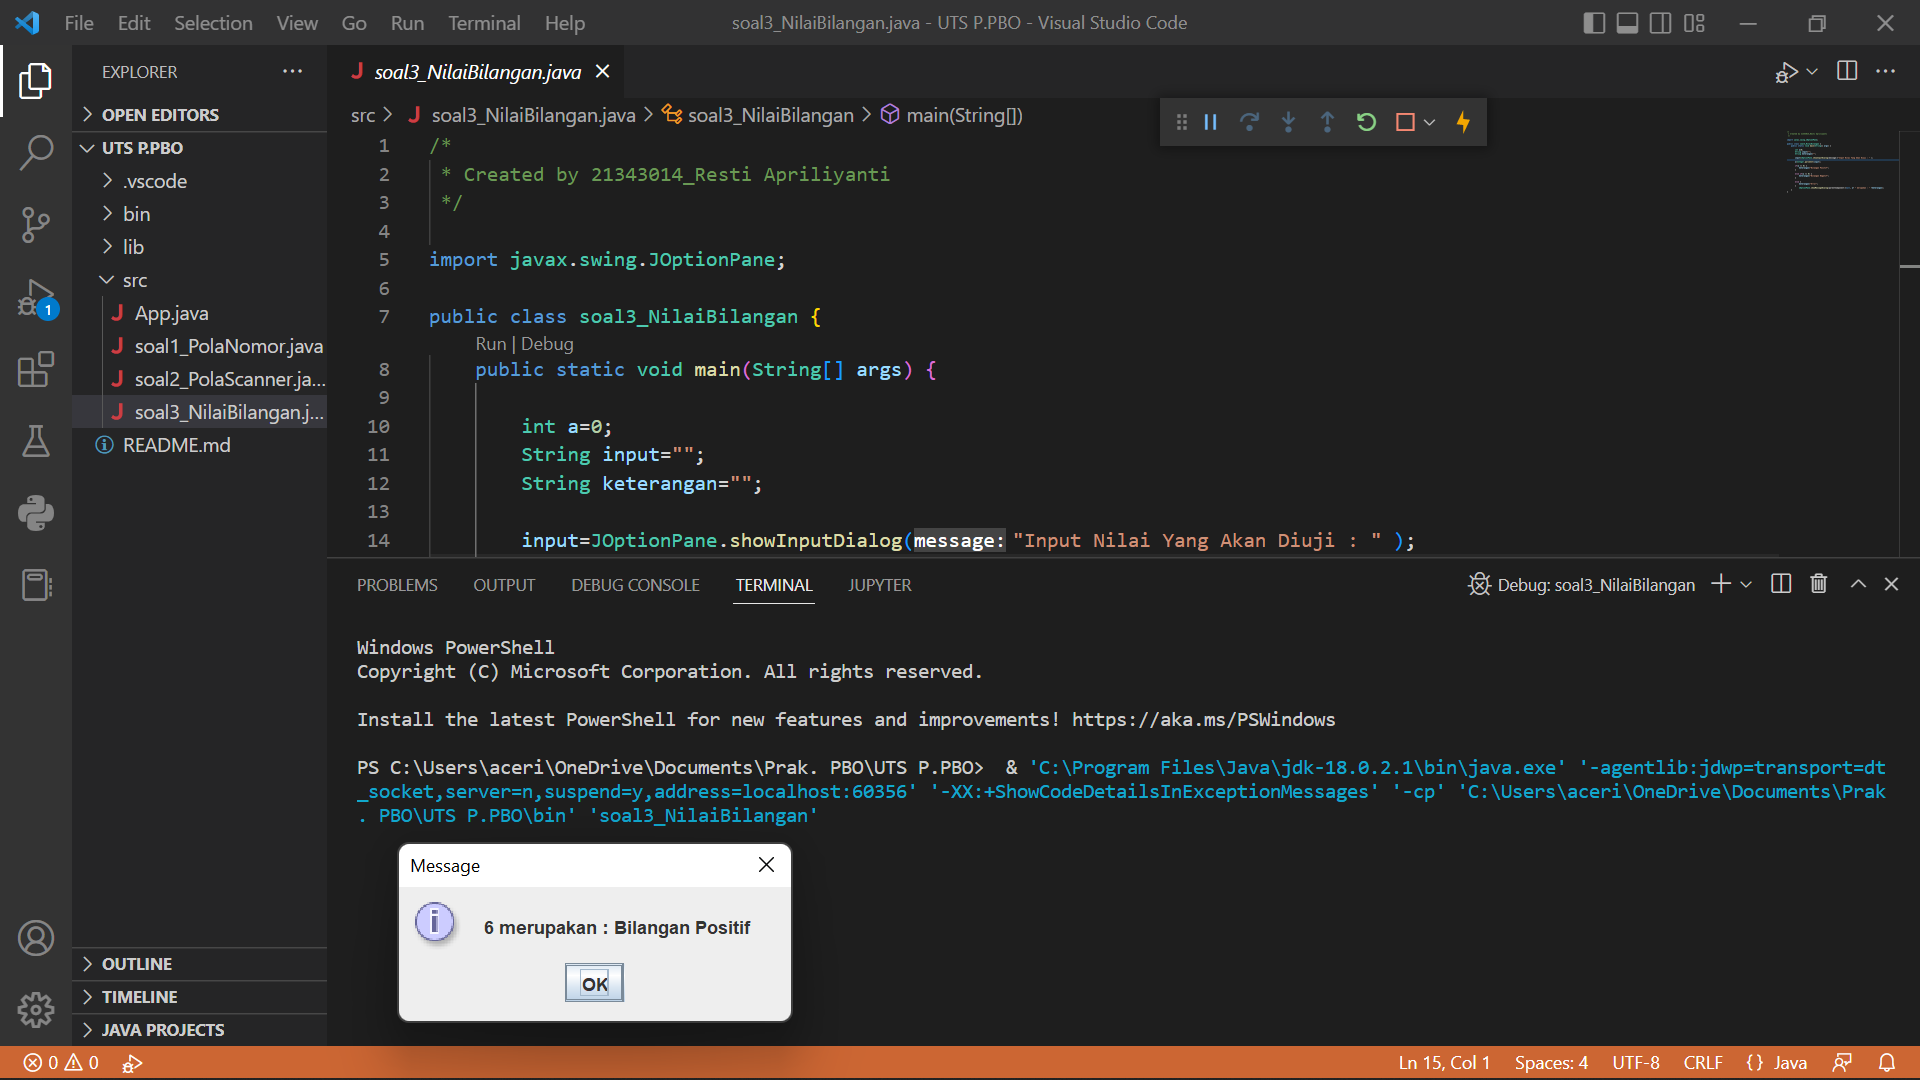 File Edit Selection View Go Run Terminal Help
soal3_NilaiBilangan.java - UTS P.PBO - Visual Studio Code
EXPLORER
OPEN EDITORS
UTS P.PBO
.vscode
bin
lib
src
App.java
soal1_PolaNomor.java
soal2_PolaScanner.ja...
soal3_NilaiBilangan.j...
README.md
OUTLINE
TIMELINE
JAVA PROJECTS
1
soal3_NilaiBilangan.java
src > soal3_NilaiBilangan.java > soal3_NilaiBilangan > main(String[])
1 /*
2 * Created by 21343014_Resti Apriliyanti
3 */
4
5 import javax.swing.JOptionPane;
6
7 public class soal3_NilaiBilangan {
Run | Debug
8 public static void main(String[] args) {
9
10 int a=0;
11 String input="";
12 String keterangan="";
13
14 input=JOptionPane.showInputDialog(message:"Input Nilai Yang Akan Diuji : " );
PROBLEMS OUTPUT DEBUG CONSOLE TERMINAL JUPYTER
Debug: soal3_NilaiBilangan
Windows PowerShell
Copyright (C) Microsoft Corporation. All rights reserved.
Install the latest PowerShell for new features and improvements! https://aka.ms/PSWindows
PS C:\Users\aceri\OneDrive\Documents\Prak. PBO\UTS P.PBO>  & 'C:\Program Files\Java\jdk-18.0.2.1\bin\java.exe' '-agentlib:jdwp=transport=dt
_socket,server=n,suspend=y,address=localhost:60356' '-XX:+ShowCodeDetailsInExceptionMessages' '-cp' 'C:\Users\aceri\OneDrive\Documents\Prak
. PBO\UTS P.PBO\bin' 'soal3_NilaiBilangan'
Message
6 merupakan : Bilangan Positif
OK
0 0
Ln 15, Col 1 Spaces: 4 UTF-8 CRLF {} Java